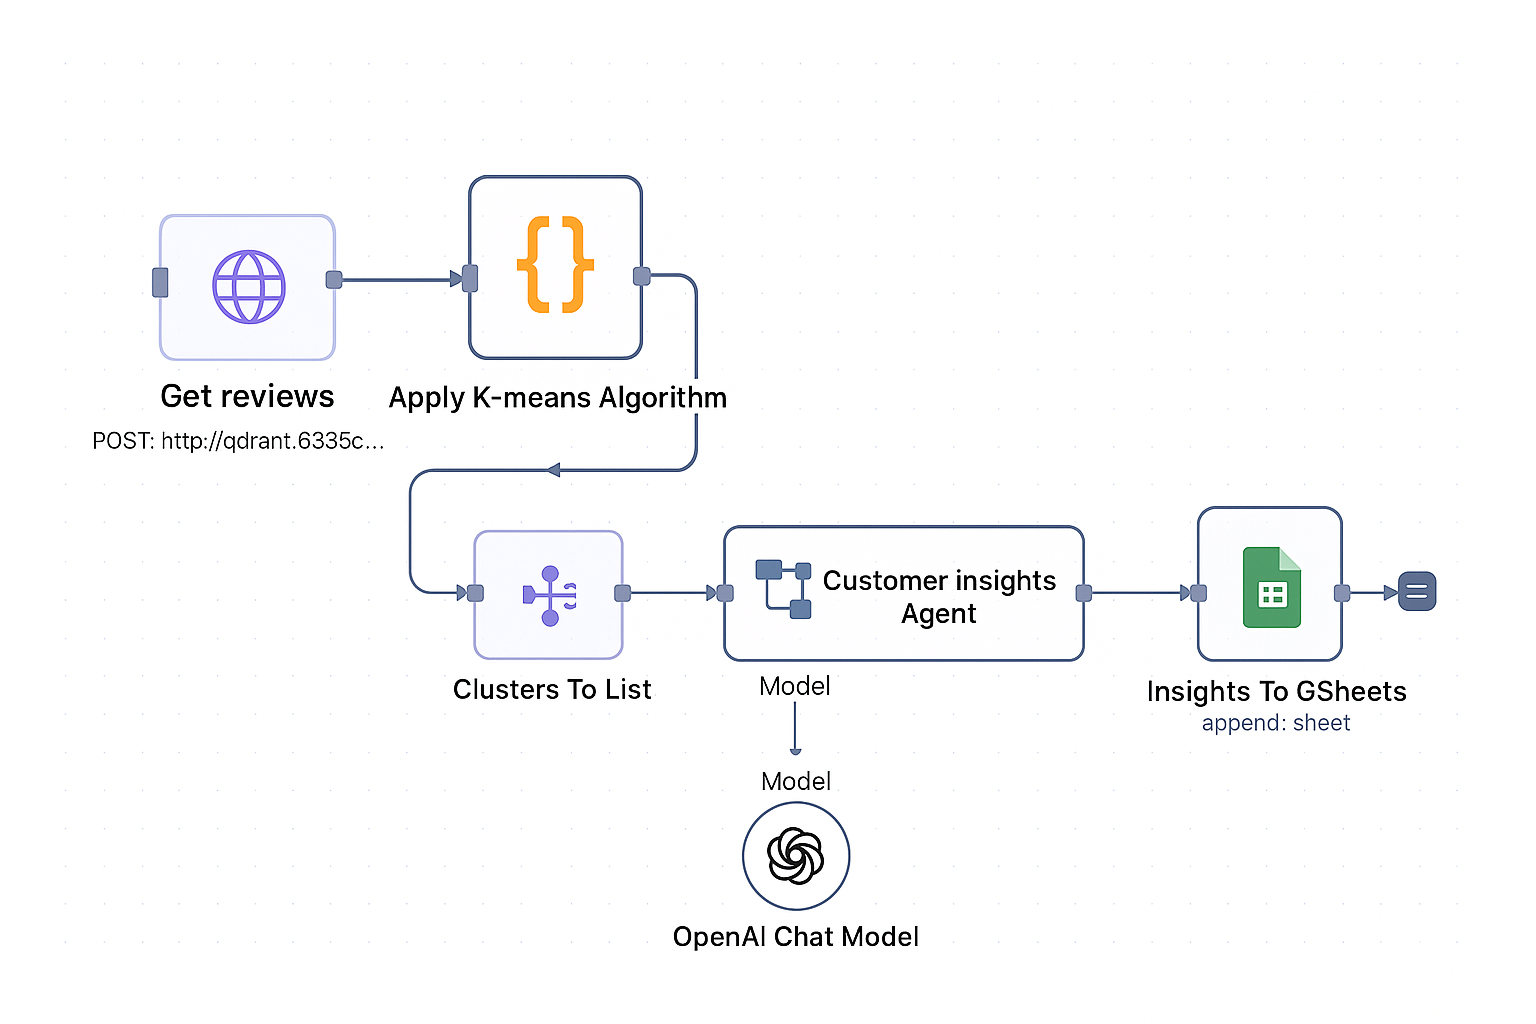 Get reviews
POST: http://qdrant.6335c...
Apply K-means Algorithm
Clusters To List
Customer insights
Agent
Model
Model
OpenAI Chat Model
Insights To GSheets
append: sheet